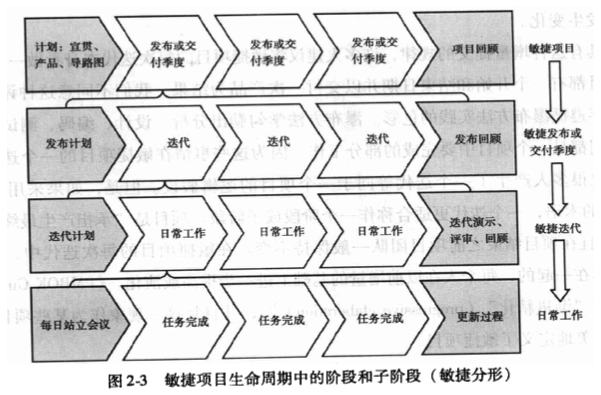 计划：宣贯、
产品、导路图
发布或交
付季度
发布或交
付季度
发布或交
付季度
项目回顾
敏捷项目
发布计划
迭代
迭代
迭代
发布回顾
敏捷发布或
交付季度
迭代计划
日常工作
日常工作
日常工作
迭代演示、
评审、回顾
敏捷迭代
每日站立会议
任务完成
任务完成
任务完成
更新过程
日常工作
图2-3 敏捷项目生命周期中的阶段和子阶段（敏捷分形）